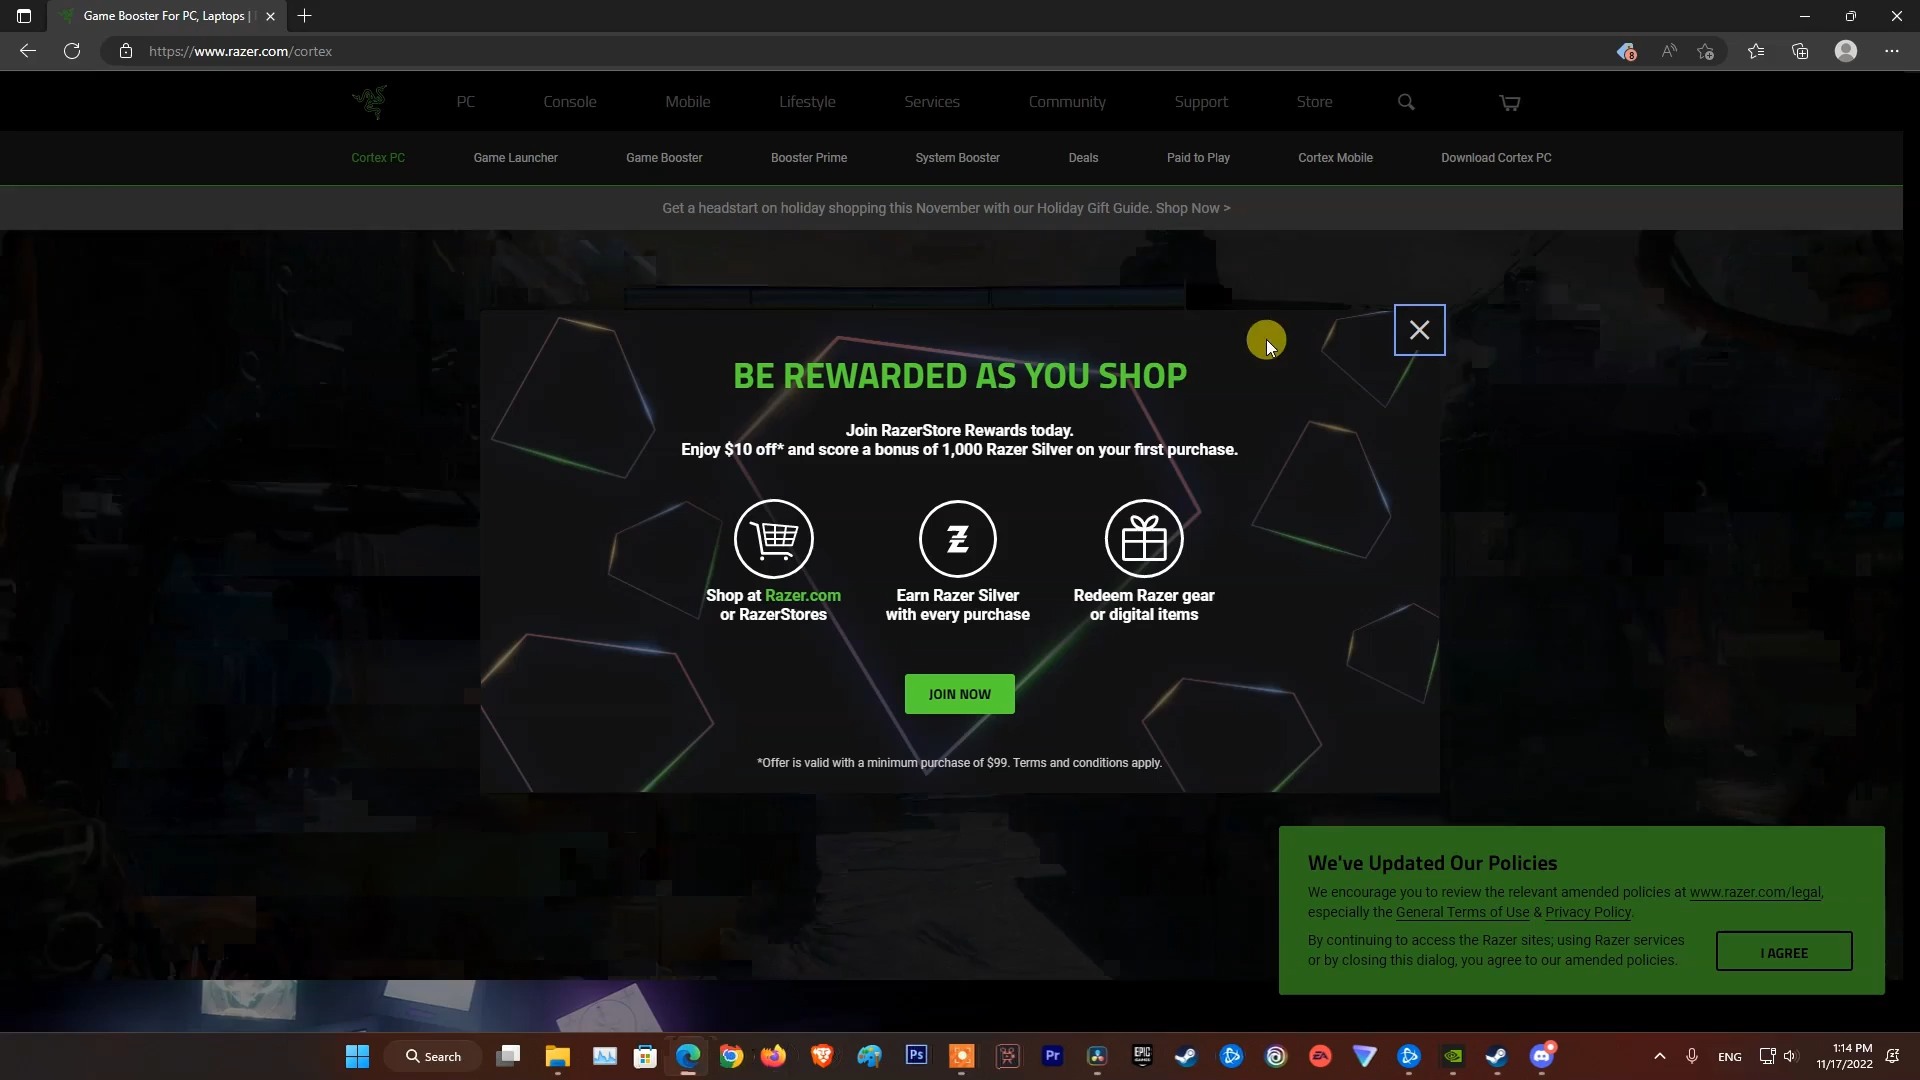 Game Booster For PC, Laptops |
https://www.razer.com/cortex
8
PC
Console
Mobile
Lifestyle
Services
Community
Support
Store
Cortex PC
Game Launcher
Game Booster
Booster Prime
System Booster
Deals
Paid to Play
Cortex Mobile
Download Cortex PC
Get a headstart on holiday shopping this November with our Holiday Gift Guide. Shop Now >
BE REWARDED AS YOU SHOP
Join RazerStore Rewards today.
Enjoy $10 off* and score a bonus of 1,000 Razer Silver on your first purchase.
Shop at Razer.com
or RazerStores
Earn Razer Silver
with every purchase
Redeem Razer gear
or digital items
JOIN NOW
*Offer is valid with a minimum purchase of $99. Terms and conditions apply.
We've Updated Our Policies
We encourage you to review the relevant amended policies at www.razer.com/legal,
especially the General Terms of Use & Privacy Policy.
By continuing to access the Razer sites; using Razer services
or by closing this dialog, you agree to our amended policies.
I AGREE
Search
Ps
Pr
EPIC
EA
ENG
1:14 PM
11/17/2022